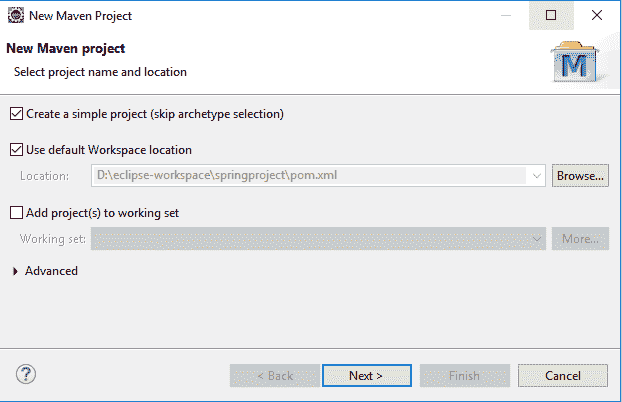 New Maven Project
New Maven project
Select project name and location
M
Create a simple project (skip archetype selection)
Use default Workspace location
Location: D:\eclipse-workspace\springproject\pom.xml Browse...
Add project(s) to working set
Working set: More...
Advanced
? < Back Next > Finish Cancel